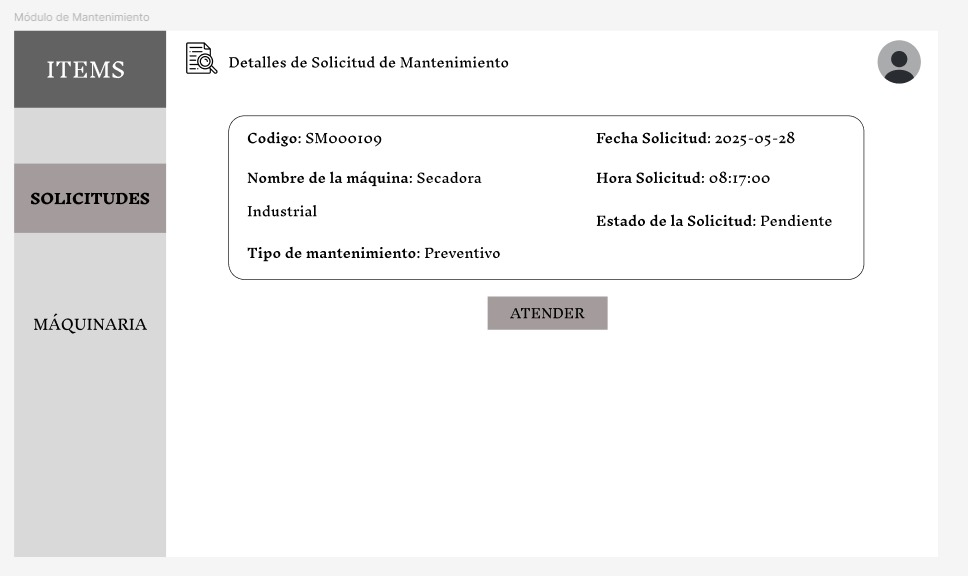 Módulo de Mantenimiento
ITEMS
Detalles de Solicitud de Mantenimiento
SOLICITUDES
MÁQUINARIA
Codigo: SM000109
Nombre de la máquina: Secadora
Industrial
Tipo de mantenimiento: Preventivo
Fecha Solicitud: 2025-05-28
Hora Solicitud: 08:17:00
Estado de la Solicitud: Pendiente
ATENDER